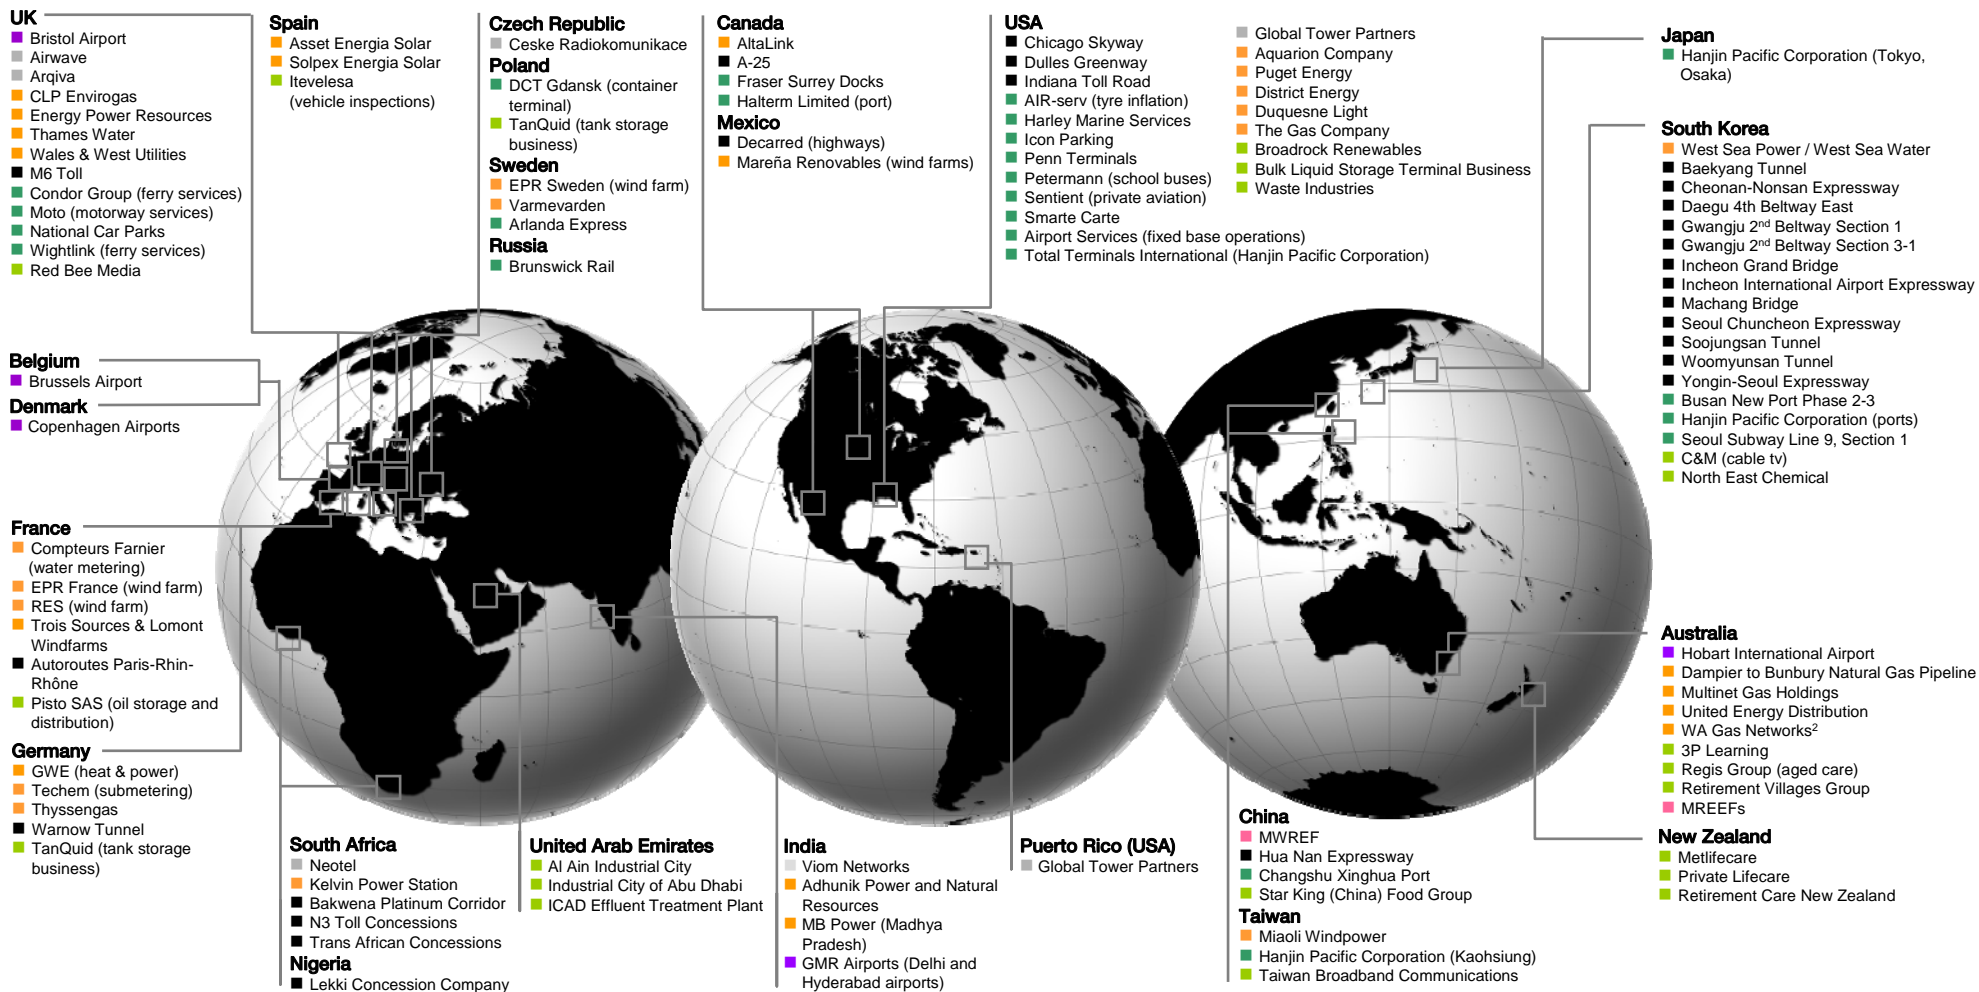 UK
Bristol Airport
Airwave
Arqiva
CLP Envirogas
Energy Power Resources
Thames Water
Wales & West Utilities
M6 Toll
Condor Group (ferry services)
Moto (motorway services)
National Car Parks
Wightlink (ferry services)
Red Bee Media
Spain
Asset Energia Solar
Solpex Energia Solar
Itevelesa
(vehicle inspections)
Czech Republic
Ceske Radiokomunikace
Poland
DCT Gdansk (container
terminal)
TanQuid (tank storage
business)
Sweden
EPR Sweden (wind farm)
Varmevarden
Arlanda Express
Russia
Brunswick Rail
Canada
AltaLink
A-25
Fraser Surrey Docks
Halterm Limited (port)
Mexico
Decarred (highways)
Mareña Renovables (wind farms)
USA
Chicago Skyway
Dulles Greenway
Indiana Toll Road
AIR-serv (tyre inflation)
Harley Marine Services
Icon Parking
Penn Terminals
Petermann (school buses)
Sentient (private aviation)
Smarte Carte
Airport Services (fixed base operations)
Total Terminals International (Hanjin Pacific Corporation)
Global Tower Partners
Aquarion Company
Puget Energy
District Energy
Duquesne Light
The Gas Company
Broadrock Renewables
Bulk Liquid Storage Terminal Business
Waste Industries
Japan
Hanjin Pacific Corporation (Tokyo,
Osaka)
South Korea
West Sea Power / West Sea Water
Baekyang Tunnel
Cheonan-Nonsan Expressway
Daegu 4th Beltway East
Gwangju 2nd Beltway Section 1
Gwangju 2nd Beltway Section 3-1
Incheon Grand Bridge
Incheon International Airport Expressway
Machang Bridge
Seoul Chuncheon Expressway
Soojungsan Tunnel
Woomyunsan Tunnel
Yongin-Seoul Expressway
Busan New Port Phase 2-3
Hanjin Pacific Corporation (ports)
Seoul Subway Line 9, Section 1
C&M (cable tv)
North East Chemical
Belgium
Brussels Airport
Denmark
Copenhagen Airports
France
Compteurs Farnier
(water metering)
EPR France (wind farm)
RES (wind farm)
Trois Sources & Lomont
Windfarms
Autoroutes Paris-Rhin-
Rhône
Pisto SAS (oil storage and
distribution)
Germany
GWE (heat & power)
Techem (submetering)
Thyssengas
Warnow Tunnel
TanQuid (tank storage
business)
South Africa
Neotel
Kelvin Power Station
Bakwena Platinum Corridor
N3 Toll Concessions
Trans African Concessions
Nigeria
Lekki Concession Company
United Arab Emirates
Al Ain Industrial City
Industrial City of Abu Dhabi
ICAD Effluent Treatment Plant
India
Viom Networks
Adhunik Power and Natural
Resources
MB Power (Madhya
Pradesh)
GMR Airports (Delhi and
Hyderabad airports)
Puerto Rico (USA)
Global Tower Partners
China
MWREF
Hua Nan Expressway
Changshu Xinghua Port
Star King (China) Food Group
Taiwan
Miaoli Windpower
Hanjin Pacific Corporation (Kaohsiung)
Taiwan Broadband Communications
Australia
Hobart International Airport
Dampier to Bunbury Natural Gas Pipeline
Multinet Gas Holdings
United Energy Distribution
WA Gas Networks2
3P Learning
Regis Group (aged care)
Retirement Villages Group
MREEFs
New Zealand
Metlifecare
Private Lifecare
Retirement Care New Zealand